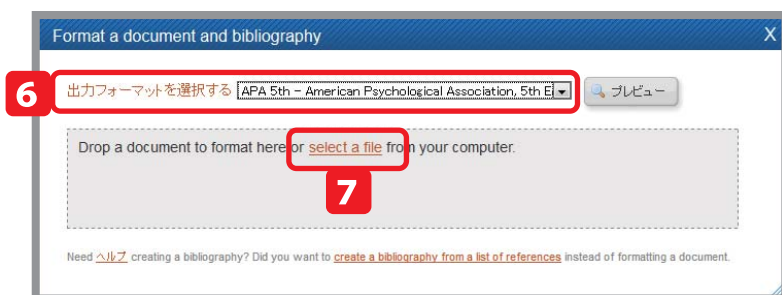 Format a document and bibliography X
6 出力フォーマットを選択する APA 5th - American Psychological Association, 5th E プレビュー
Drop a document to format here or select a file from your computer.
7
Need ヘルプ creating a bibliography? Did you want to create a bibliography from a list of references instead of formatting a document.